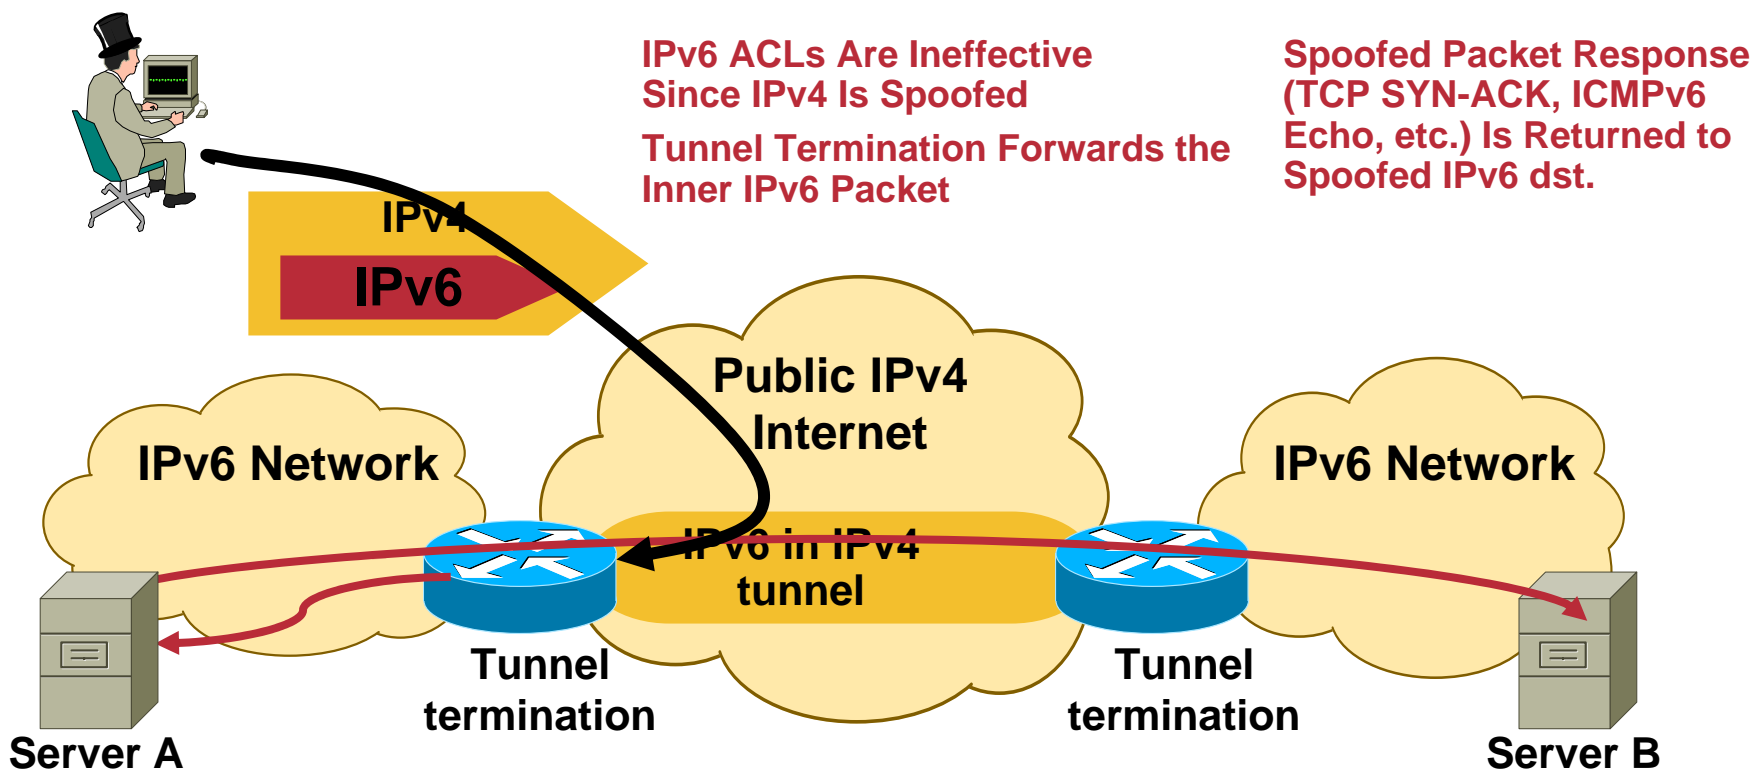 IPv6 ACLs Are Ineffective
Since IPv4 Is Spoofed
Tunnel Termination Forwards the
Inner IPv6 Packet
Spoofed Packet Response
(TCP SYN-ACK, ICMPv6
Echo, etc.) Is Returned to
Spoofed IPv6 dst.
IPv4
IPv6
Public IPv4
Internet
IPv6 Network
IPv6 Network
IPv6 in IPv4
tunnel
Tunnel
termination
Tunnel
termination
Server A
Server B